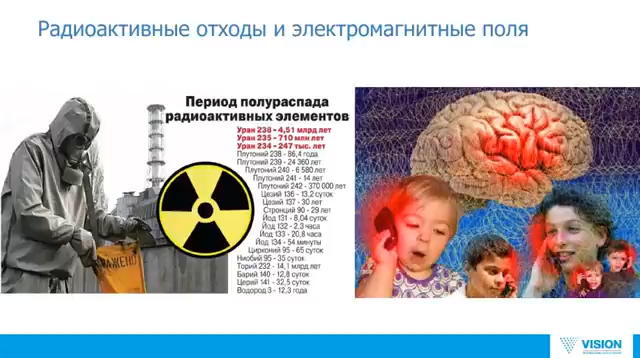 Радиоактивные отходы и электромагнитные поля
Период полураспада
радиоактивных элементов
Уран 238 - 4,51 млрд лет
Уран 235 - 710 млн лет
Уран 234 - 247 тыс. лет
Плутоний 238 - 86,4 года
Плутоний 239 - 24 360 лет
Плутоний 240 - 6 580 лет
Плутоний 241 - 14 лет
Плутоний 242 - 370 000 лет
Цезий 136 - 13,2 суток
Цезий 137 - 30 лет
Стронций 90 - 29 лет
Йод 131 - 8,04 суток
Йод 132 - 2,3 часа
Йод 133 - 20,8 часа
Йод 134 - 54 минуты
Цирконий 95 - 65 суток
Ниобий 95 - 35 суток
Торий 232 - 14,1 млрд лет
Барий 140 - 12,8 суток
Церий 141 - 32,5 суток
Водород 3 - 12,3 года
VISION